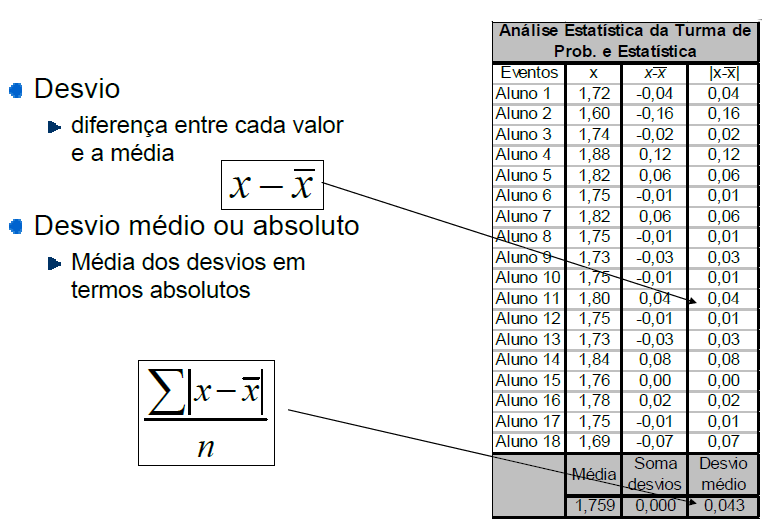 Desvio
diferença entre cada valor
e a média
x − x̅
Desvio médio ou absoluto
Média dos desvios em
termos absolutos
∑|x − x̅|
n
Análise Estatística da Turma de
Prob. e Estatística
Eventos x x-x̅ |x-x̅|
Aluno 1 1,72 -0,04 0,04
Aluno 2 1,60 -0,16 0,16
Aluno 3 1,74 -0,02 0,02
Aluno 4 1,88 0,12 0,12
Aluno 5 1,82 0,06 0,06
Aluno 6 1,75 -0,01 0,01
Aluno 7 1,82 0,06 0,06
Aluno 8 1,75 -0,01 0,01
Aluno 9 1,73 -0,03 0,03
Aluno 10 1,75 -0,01 0,01
Aluno 11 1,80 0,04 0,04
Aluno 12 1,75 -0,01 0,01
Aluno 13 1,73 -0,03 0,03
Aluno 14 1,84 0,08 0,08
Aluno 15 1,76 0,00 0,00
Aluno 16 1,78 0,02 0,02
Aluno 17 1,75 -0,01 0,01
Aluno 18 1,69 -0,07 0,07
Média Soma desvios Desvio médio
1,759 0,000 0,043